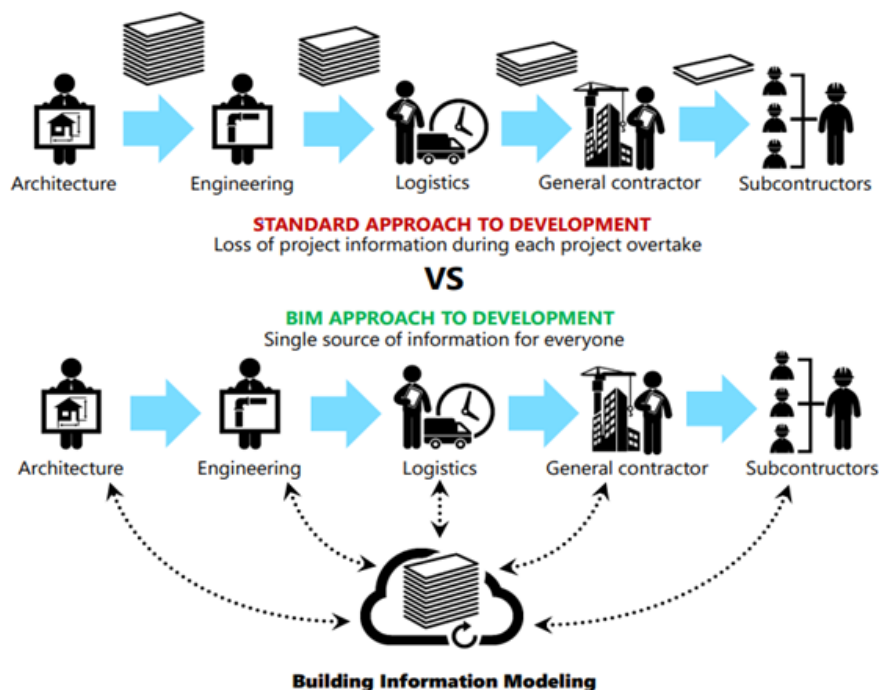 Architecture
Engineering
Logistics
General contractor
Subcontructors
STANDARD APPROACH TO DEVELOPMENT
Loss of project information during each project overtake
VS
BIM APPROACH TO DEVELOPMENT
Single source of information for everyone
Architecture
Engineering
Logistics
General contractor
Subcontructors
Building Information Modeling